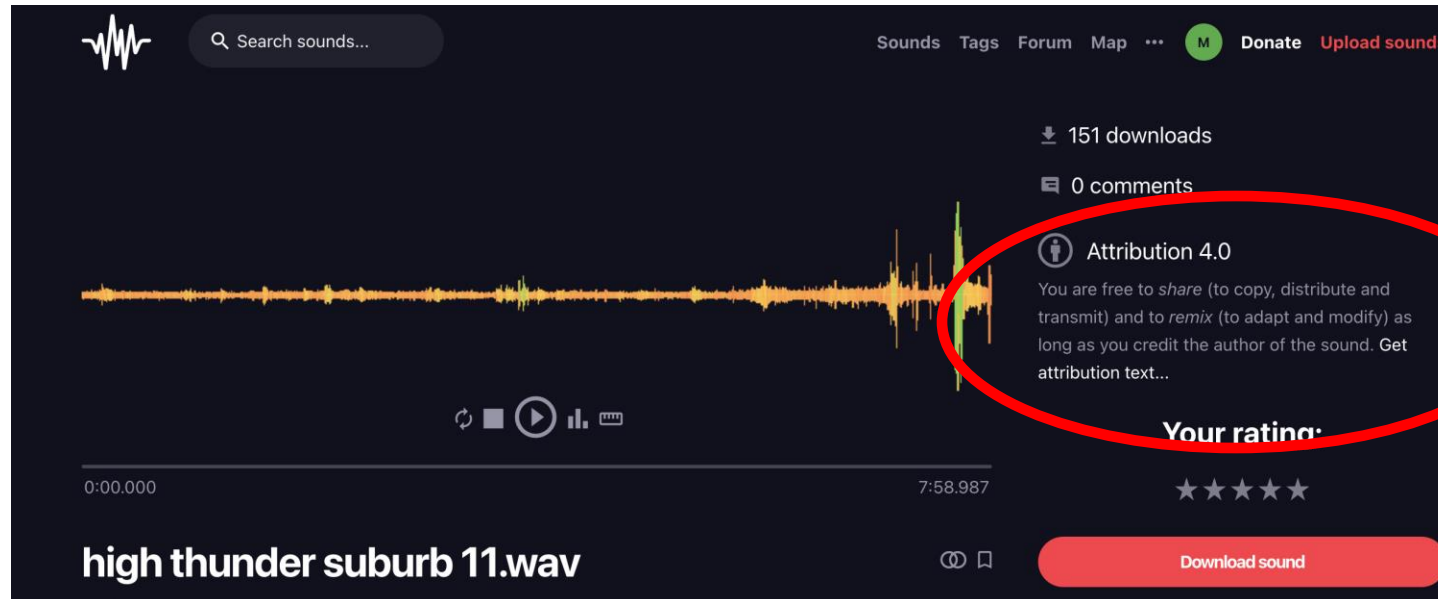 Search sounds...
Sounds Tags Forum Map ... M Donate Upload sound
151 downloads
0 comments
Attribution 4.0
You are free to share (to copy, distribute and
transmit) and to remix (to adapt and modify) as
long as you credit the author of the sound. Get
attribution text...
Your rating:
0:00.000 7:58.987
high thunder suburb 11.wav
Download sound